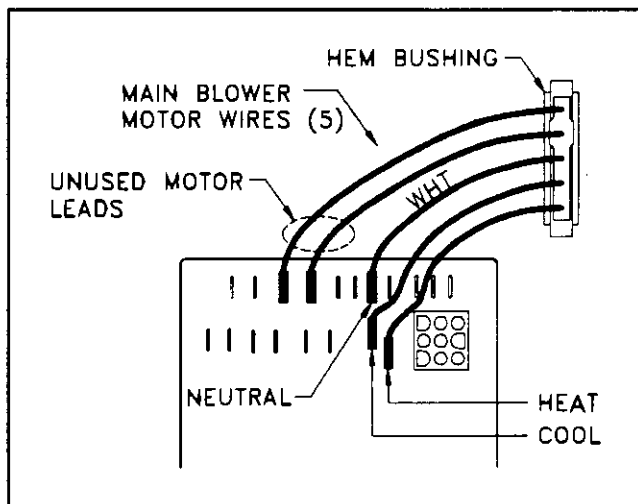 HEM BUSHING
MAIN BLOWER
MOTOR WIRES (5)
UNUSED MOTOR
LEADS
WHT
NEUTRAL
HEAT
COOL